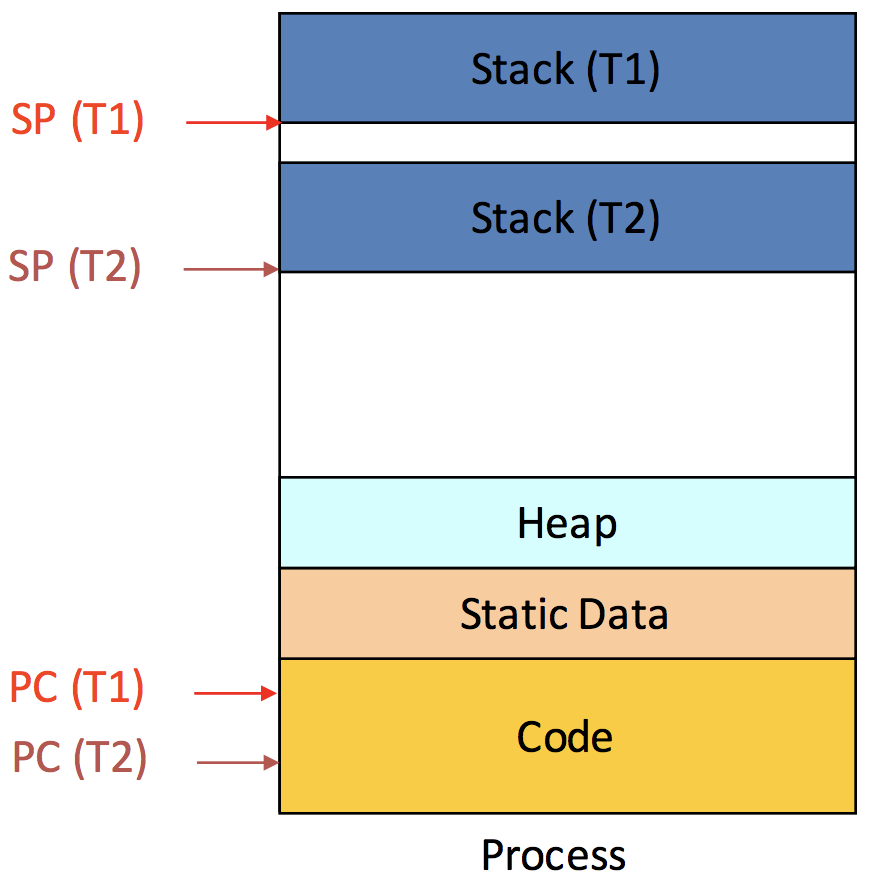 Stack (T1)
SP (T1)
Stack (T2)
SP (T2)
Heap
Static Data
PC (T1)
Code
PC (T2)
Process